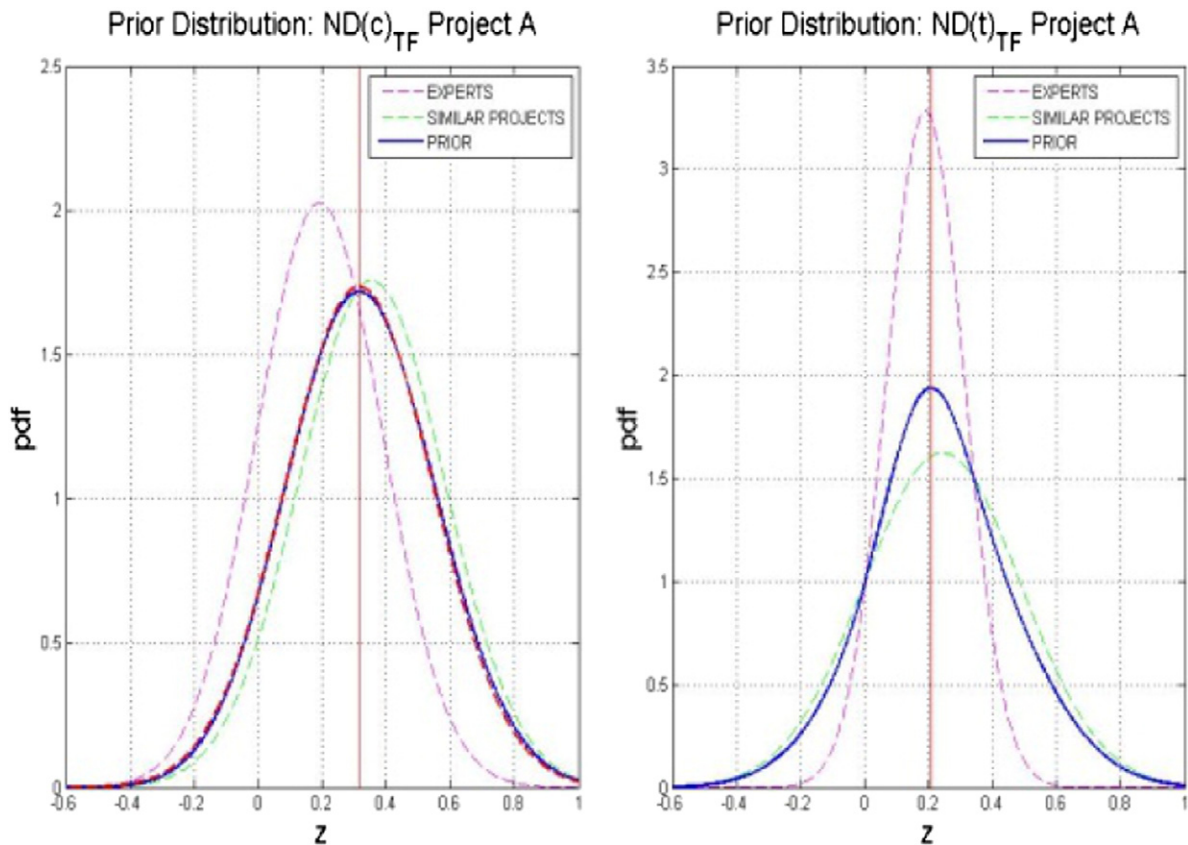 Prior Distribution: ND(c)TF Project A
2.5
2
1.5
1
0.5
0
-0.6
-0.4
-0.2
0
0.2
0.4
0.6
0.8
1
pdf
z
EXPERTS
SIMILAR PROJECTS
PRIOR
Prior Distribution: ND(t)TF Project A
3.5
3
2.5
2
1.5
1
0.5
0
-0.6
-0.4
-0.2
0
0.2
0.4
0.6
0.8
1
pdf
z
EXPERTS
SIMILAR PROJECTS
PRIOR